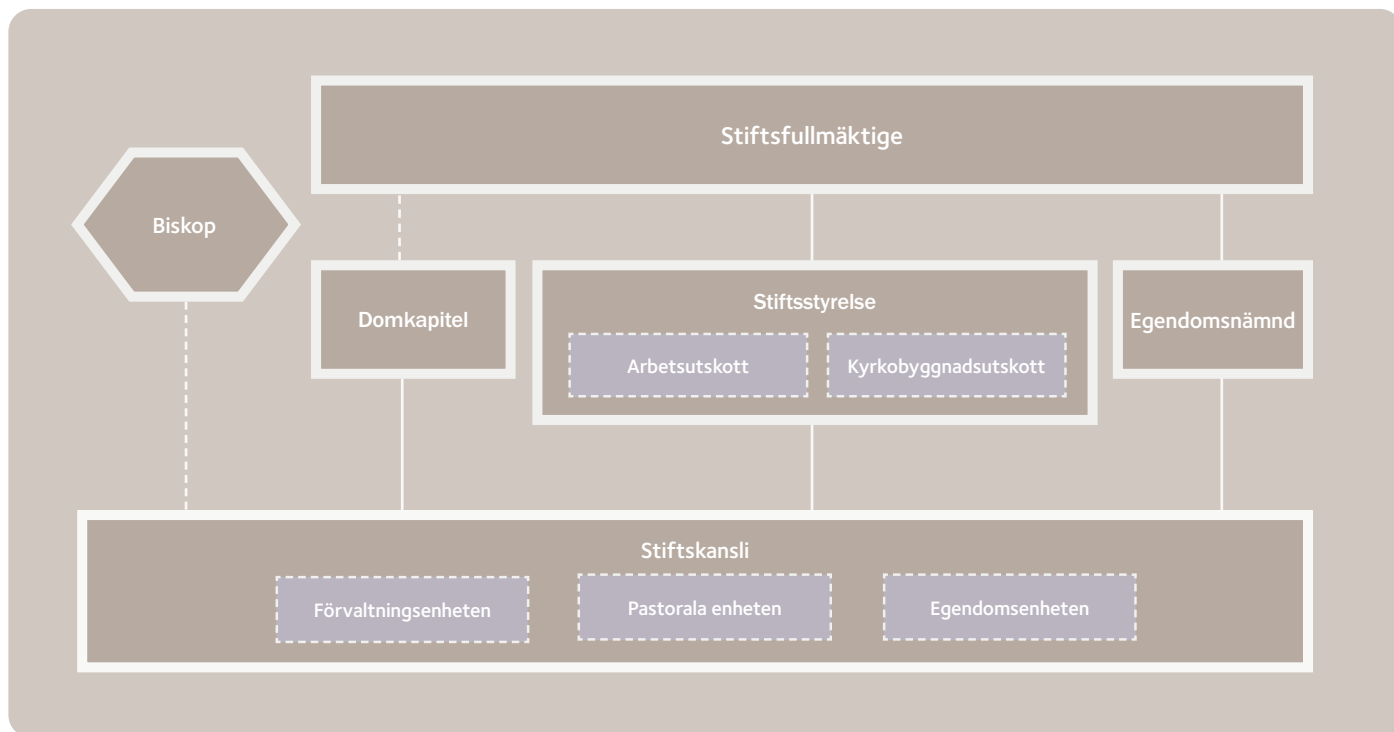 Stiftsfullmäktige
Biskop
Domkapitel
Stiftsstyrelse
Arbetsutskott
Kyrkobyggnadsutskott
Egendomsnämnd
Stiftskansli
Förvaltningsenheten
Pastorala enheten
Egendomsenheten